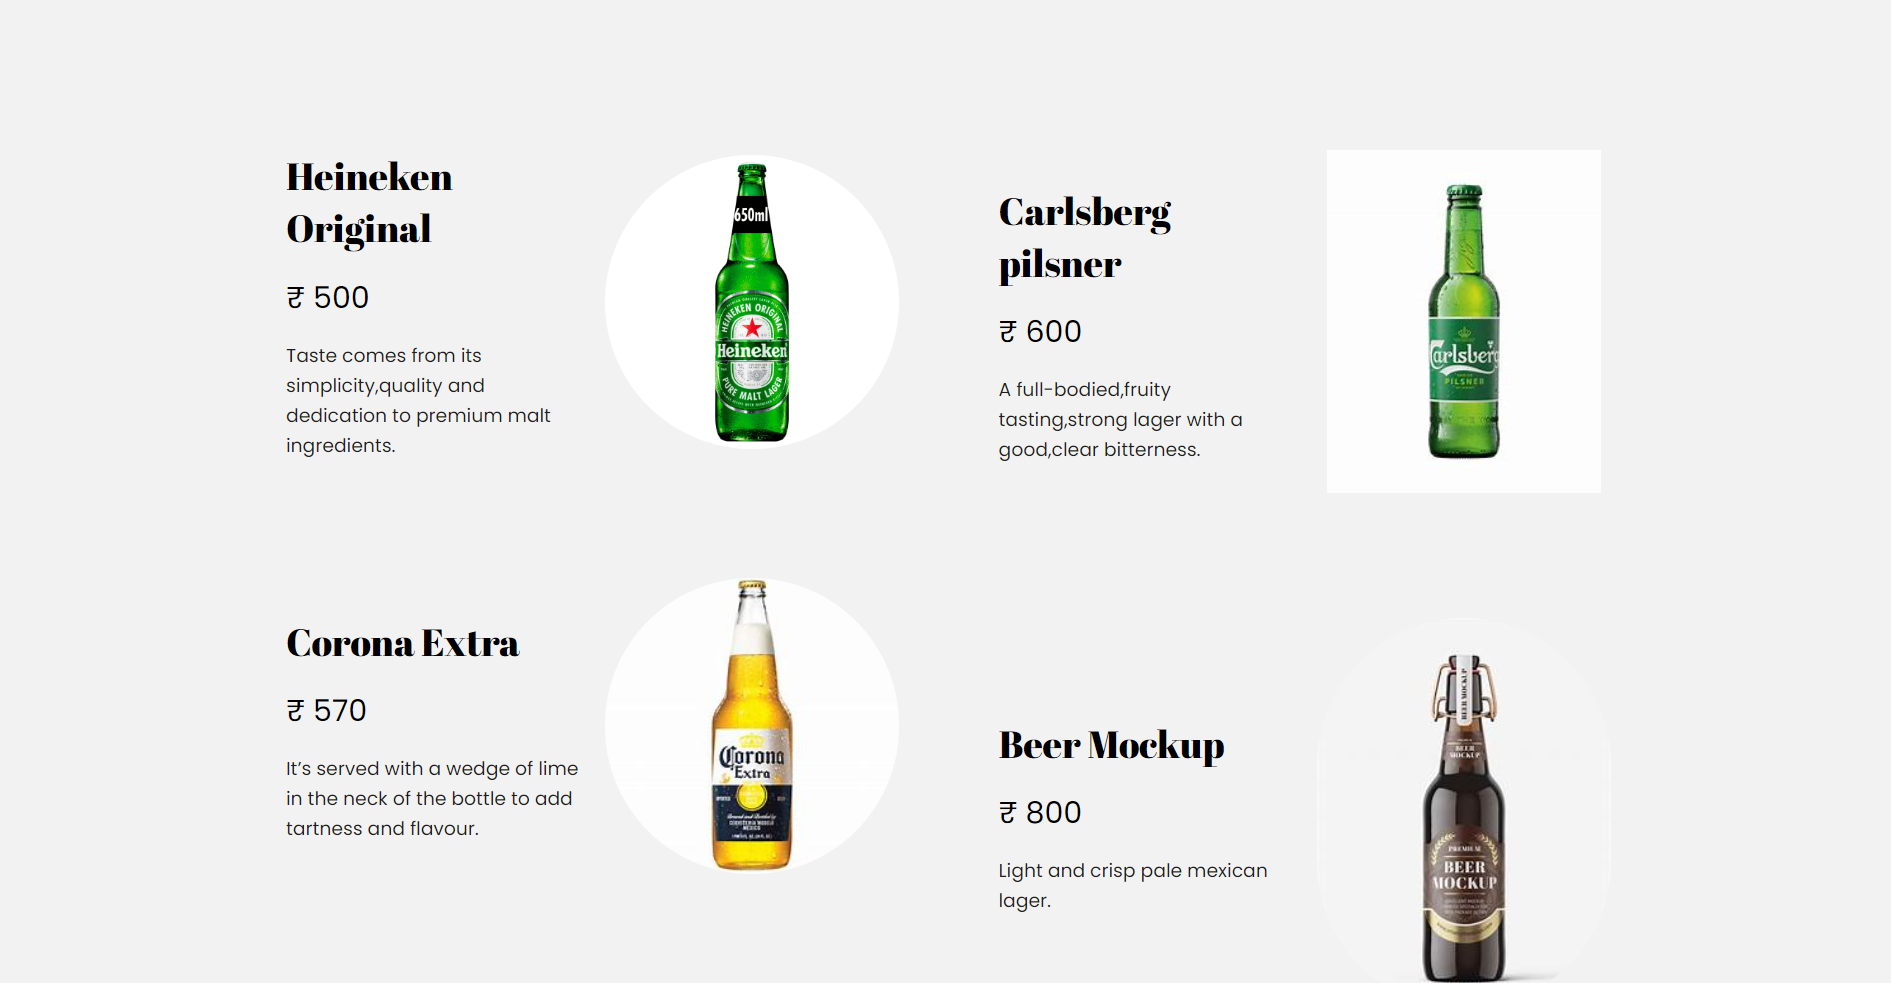 Heineken
Original
₹ 500
Taste comes from its
simplicity,quality and
dedication to premium malt
ingredients.
650ml
HEINEKEN ORIGINAL
Heineken
PURE MALT LAGER
Carlsberg
pilsner
₹ 600
A full-bodied,fruity
tasting,strong lager with a
good,clear bitterness.
Carlsberg
PILSNER
Corona Extra
₹ 570
It’s served with a wedge of lime
in the neck of the bottle to add
tartness and flavour.
Corona
Extra
Beer Mockup
₹ 800
Light and crisp pale mexican
lager.
BEER MOCKUP
BEER
MOCKUP
PREMIUM
BEER
MOCKUP